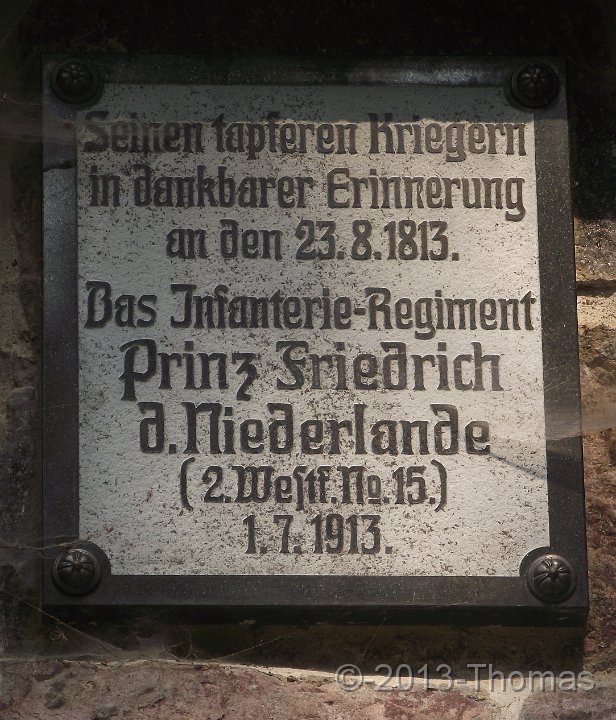 Seinen tapferen Kriegern
in dankbarer Erinnerung
an den 23.8.1813.
Das Infanterie-Regiment
Prinz Friedrich
d.Niederlande
(2.Westf.No.15.)
1.7.1913.
©-2013-Thomas